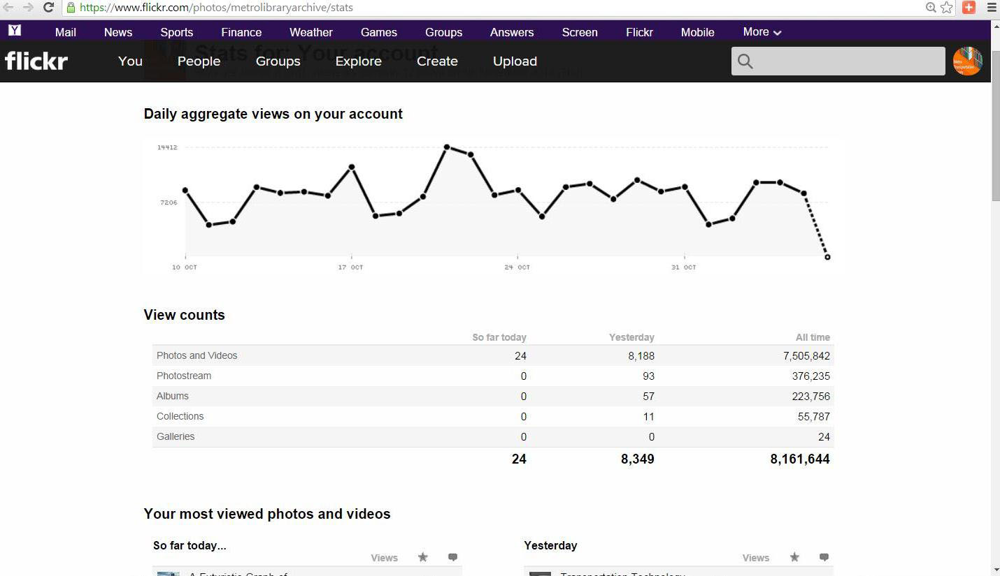 https://www.flickr.com/photos/metrolibraryarchive/stats
Y Mail News Sports Finance Weather Games Groups Answers Screen Flickr Mobile More
Stats for: Your account
flickr You People Groups Explore Create Upload
Daily aggregate views on your account
14412
7206
10 OCT 17 OCT 24 OCT 31 OCT
View counts
So far today Yesterday All time
Photos and Videos 24 8,188 7,505,842
Photostream 0 93 376,235
Albums 0 57 223,756
Collections 0 11 55,787
Galleries 0 0 24
24 8,349 8,161,644
Your most viewed photos and videos
So far today... Yesterday
Views Views
A Futuristic Graph of Transportation Technology